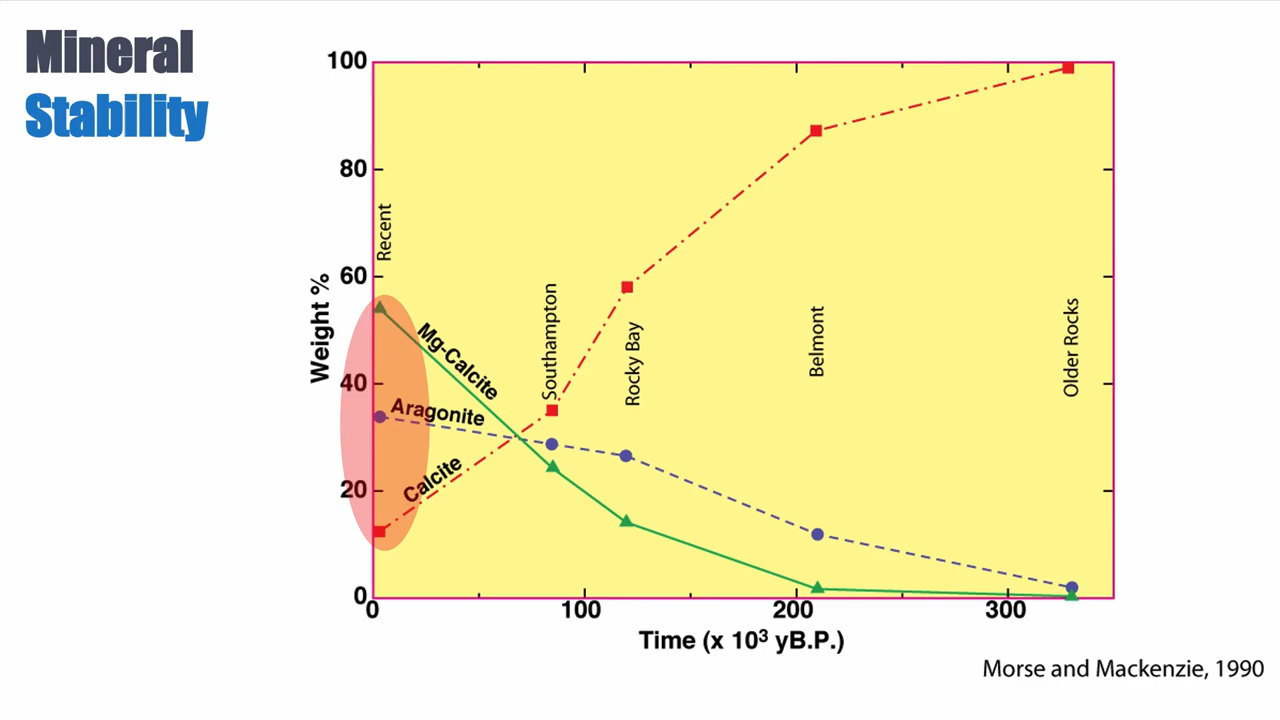 Mineral
Stability
100
80
60
40
20
0
Weight %
Recent
Mg-Calcite
Aragonite
Calcite
Southampton
Rocky Bay
Belmont
Older Rocks
0
100
200
300
Time (x 10³ yB.P.)
Morse and Mackenzie, 1990